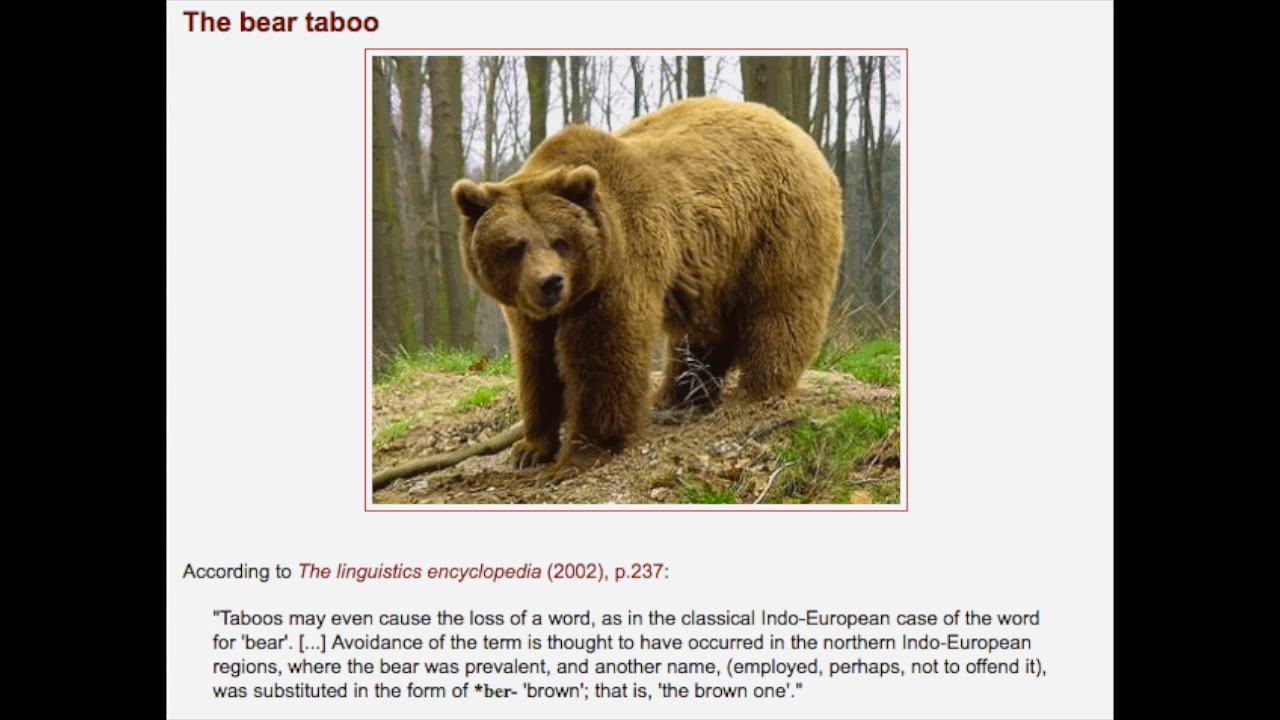 The bear taboo
According to The linguistics encyclopedia (2002), p.237:
"Taboos may even cause the loss of a word, as in the classical Indo-European case of the word
for 'bear'. [...] Avoidance of the term is thought to have occurred in the northern Indo-European
regions, where the bear was prevalent, and another name, (employed, perhaps, not to offend it),
was substituted in the form of *ber- 'brown'; that is, 'the brown one'."